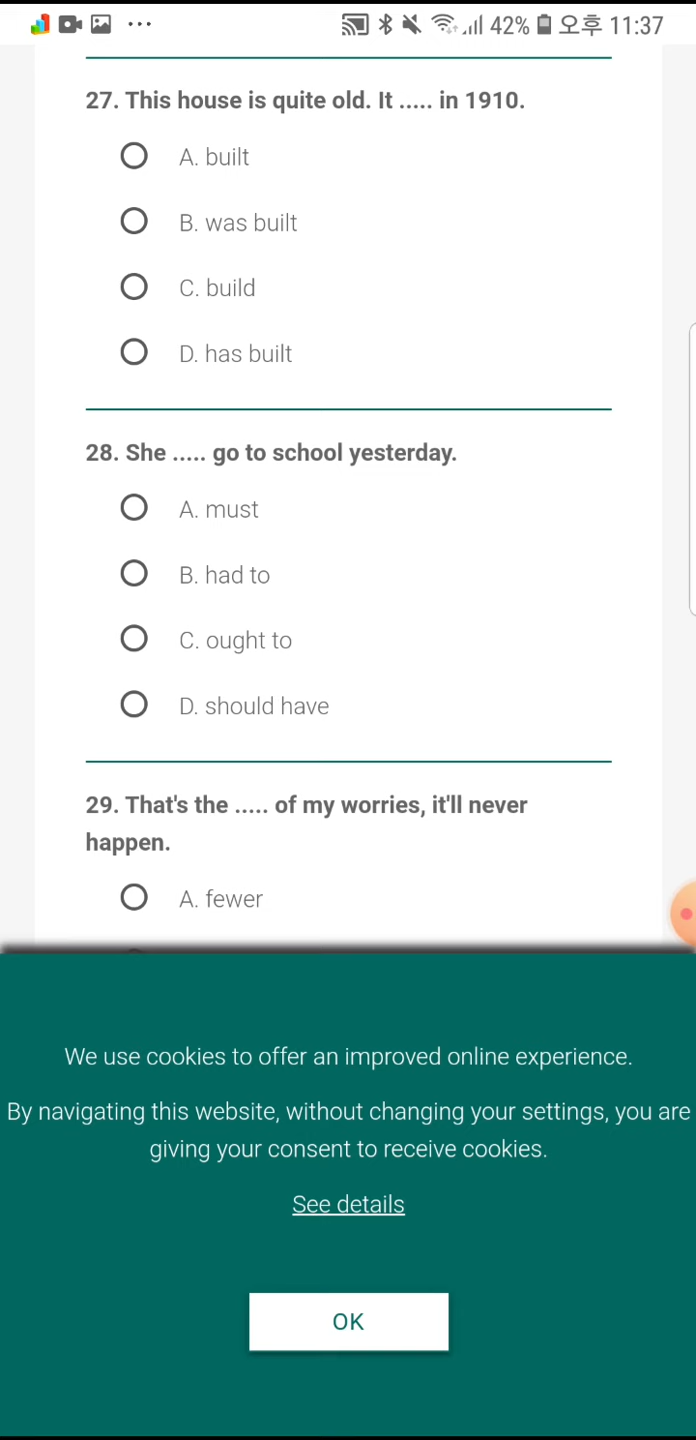 42% 오후 11:37
27. This house is quite old. It ..... in 1910.
A. built
B. was built
C. build
D. has built
28. She ..... go to school yesterday.
A. must
B. had to
C. ought to
D. should have
29. That's the ..... of my worries, it'll never
happen.
A. fewer
We use cookies to offer an improved online experience.
By navigating this website, without changing your settings, you are
giving your consent to receive cookies.
See details
OK